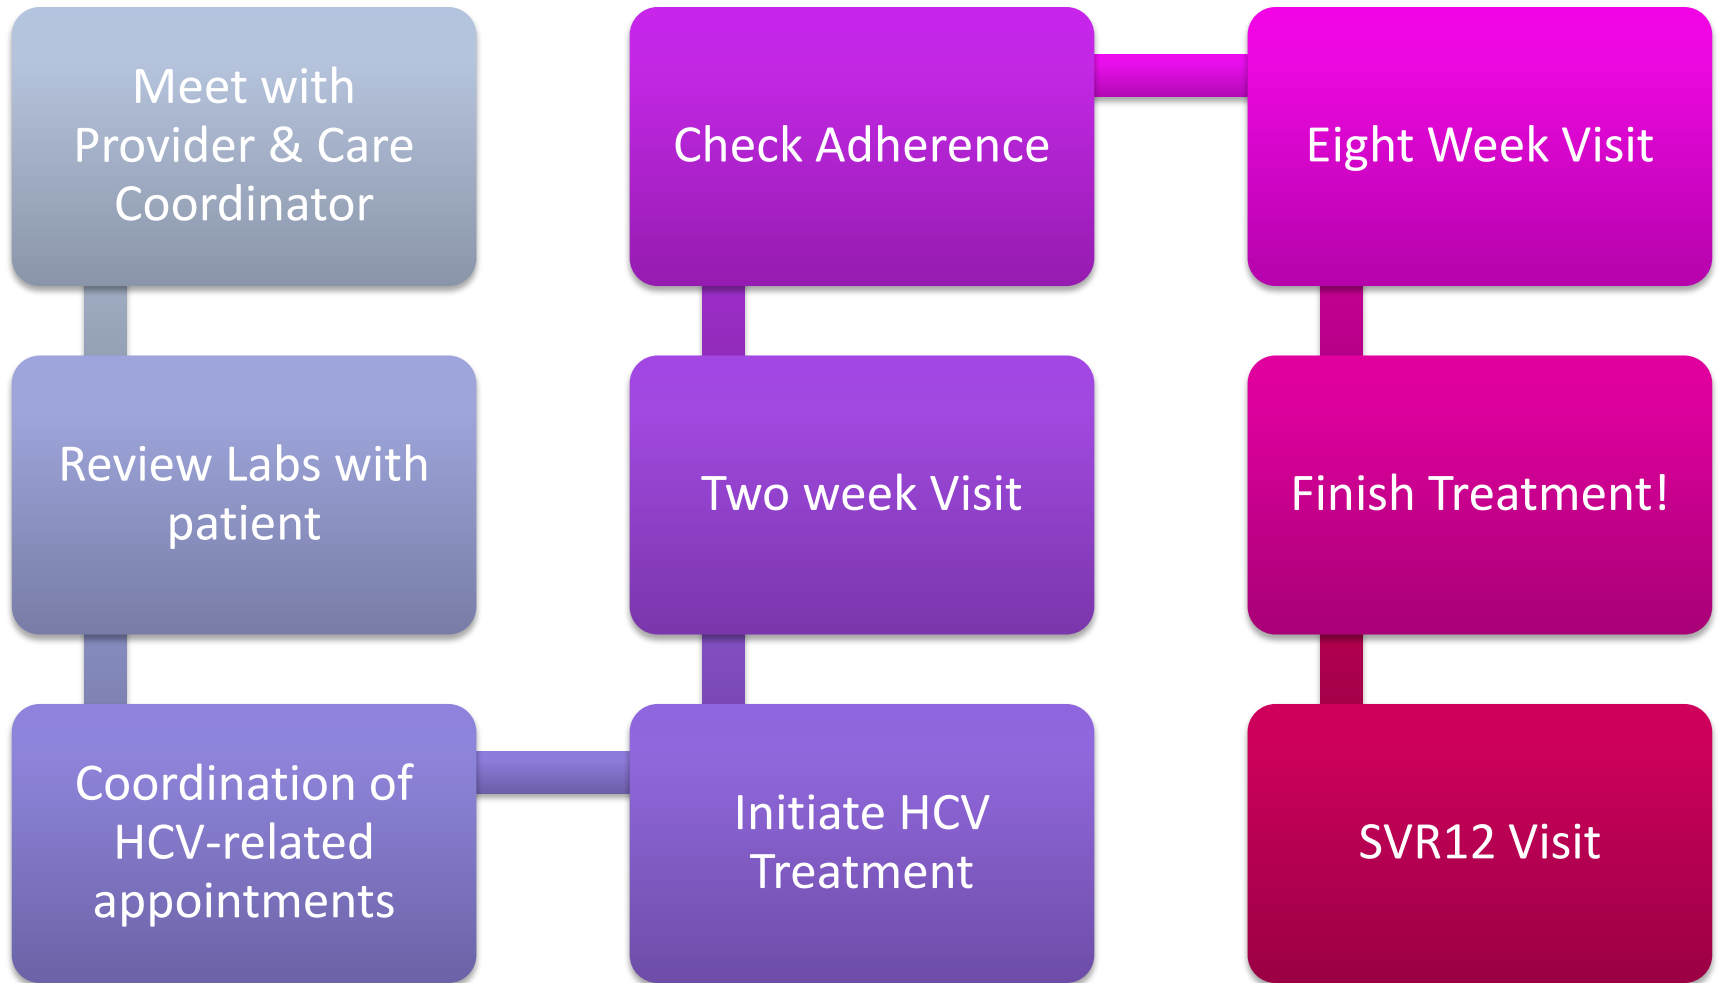 Meet with
Provider & Care
Coordinator
Review Labs with
patient
Coordination of
HCV-related
appointments
Initiate HCV
Treatment
Two week Visit
Check Adherence
Eight Week Visit
Finish Treatment!
SVR12 Visit